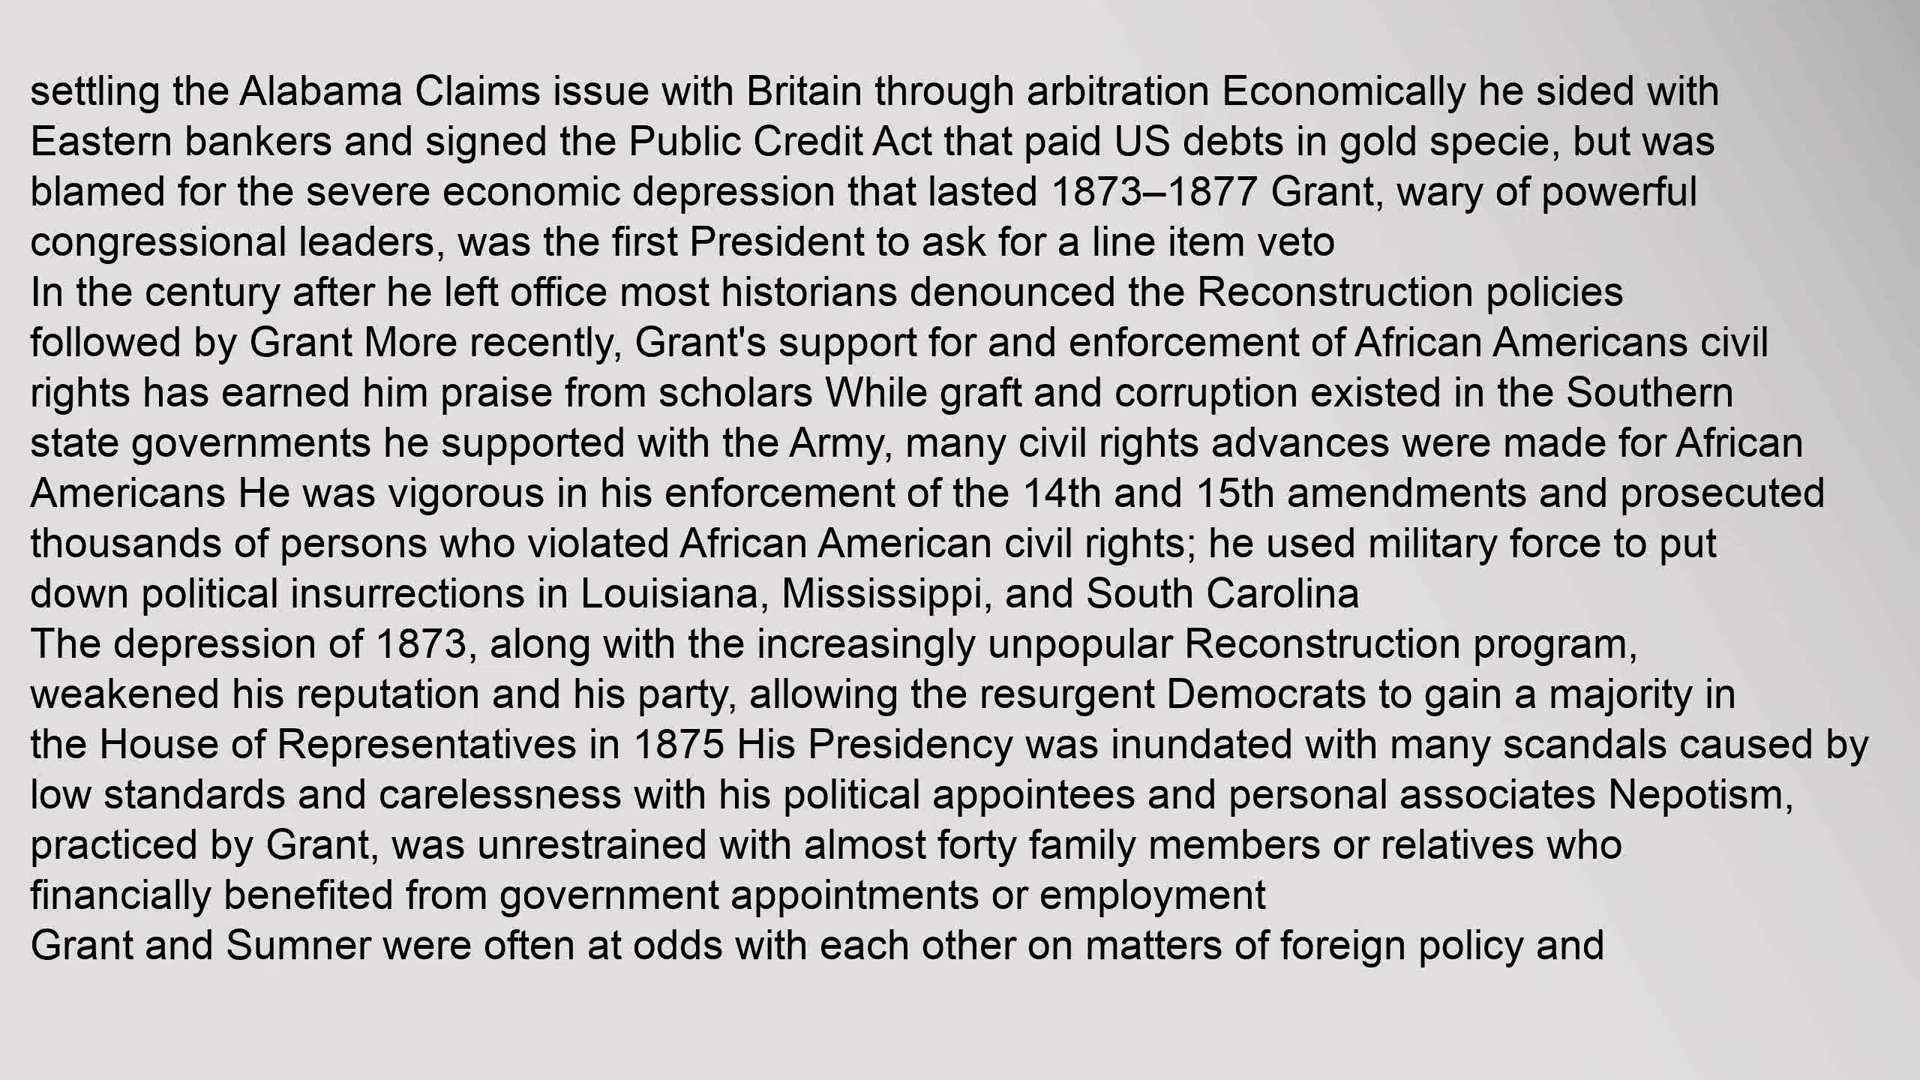 settling the Alabama Claims issue with Britain through arbitration Economically he sided with
Eastern bankers and signed the Public Credit Act that paid US debts in gold specie, but was
blamed for the severe economic depression that lasted 1873–1877 Grant, wary of powerful
congressional leaders, was the first President to ask for a line item veto
In the century after he left office most historians denounced the Reconstruction policies
followed by Grant More recently, Grant's support for and enforcement of African Americans civil
rights has earned him praise from scholars While graft and corruption existed in the Southern
state governments he supported with the Army, many civil rights advances were made for African
Americans He was vigorous in his enforcement of the 14th and 15th amendments and prosecuted
thousands of persons who violated African American civil rights; he used military force to put
down political insurrections in Louisiana, Mississippi, and South Carolina
The depression of 1873, along with the increasingly unpopular Reconstruction program,
weakened his reputation and his party, allowing the resurgent Democrats to gain a majority in
the House of Representatives in 1875 His Presidency was inundated with many scandals caused by
low standards and carelessness with his political appointees and personal associates Nepotism,
practiced by Grant, was unrestrained with almost forty family members or relatives who
financially benefited from government appointments or employment
Grant and Sumner were often at odds with each other on matters of foreign policy and